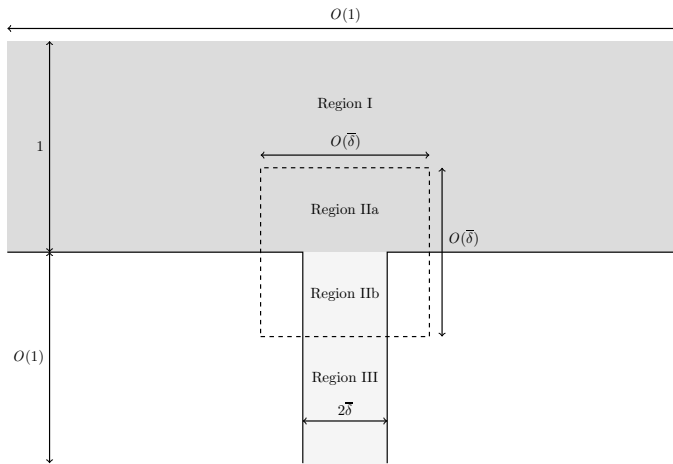 O(1)
Region I
1
O(δ̅)
Region IIa
O(δ̅)
Region IIb
O(1)
Region III
2δ̅